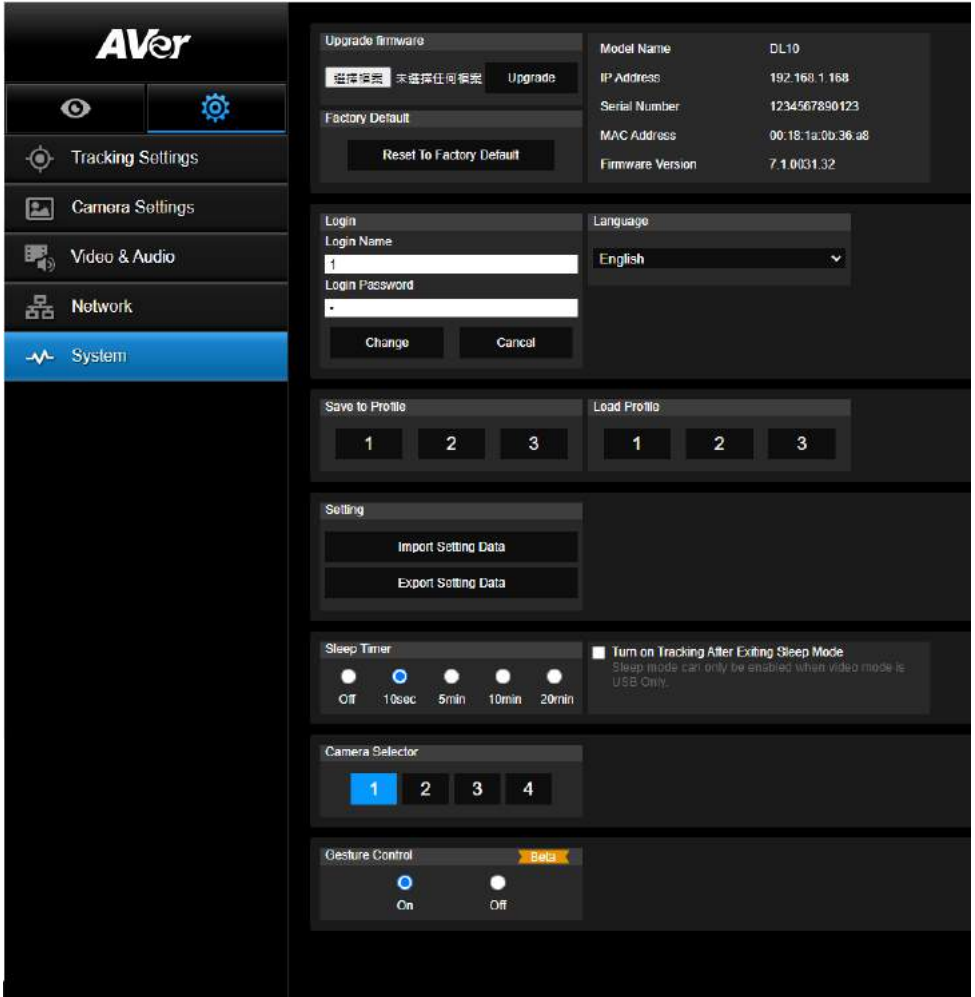 AVer
Tracking Settings
Camera Settings
Video & Audio
Network
System
Upgrade firmware
選擇檔案 未選擇任何檔案 Upgrade
Factory Default
Reset To Factory Default
Model Name DL10
IP Address 192.168.1.168
Serial Number 1234567890123
MAC Address 00:18:1a:0b:36:a8
Firmware Version 7.1.0031.32
Login
Login Name
1
Login Password
•
Change Cancel
Language
English
Save to Profile
1 2 3
Load Profile
1 2 3
Setting
Import Setting Data
Export Setting Data
Sleep Timer
Off 10sec 5min 10min 20min
Turn on Tracking After Exiting Sleep Mode
Sleep mode can only be enabled when video mode is
USB Only.
Camera Selector
1 2 3 4
Gesture Control Beta
On Off